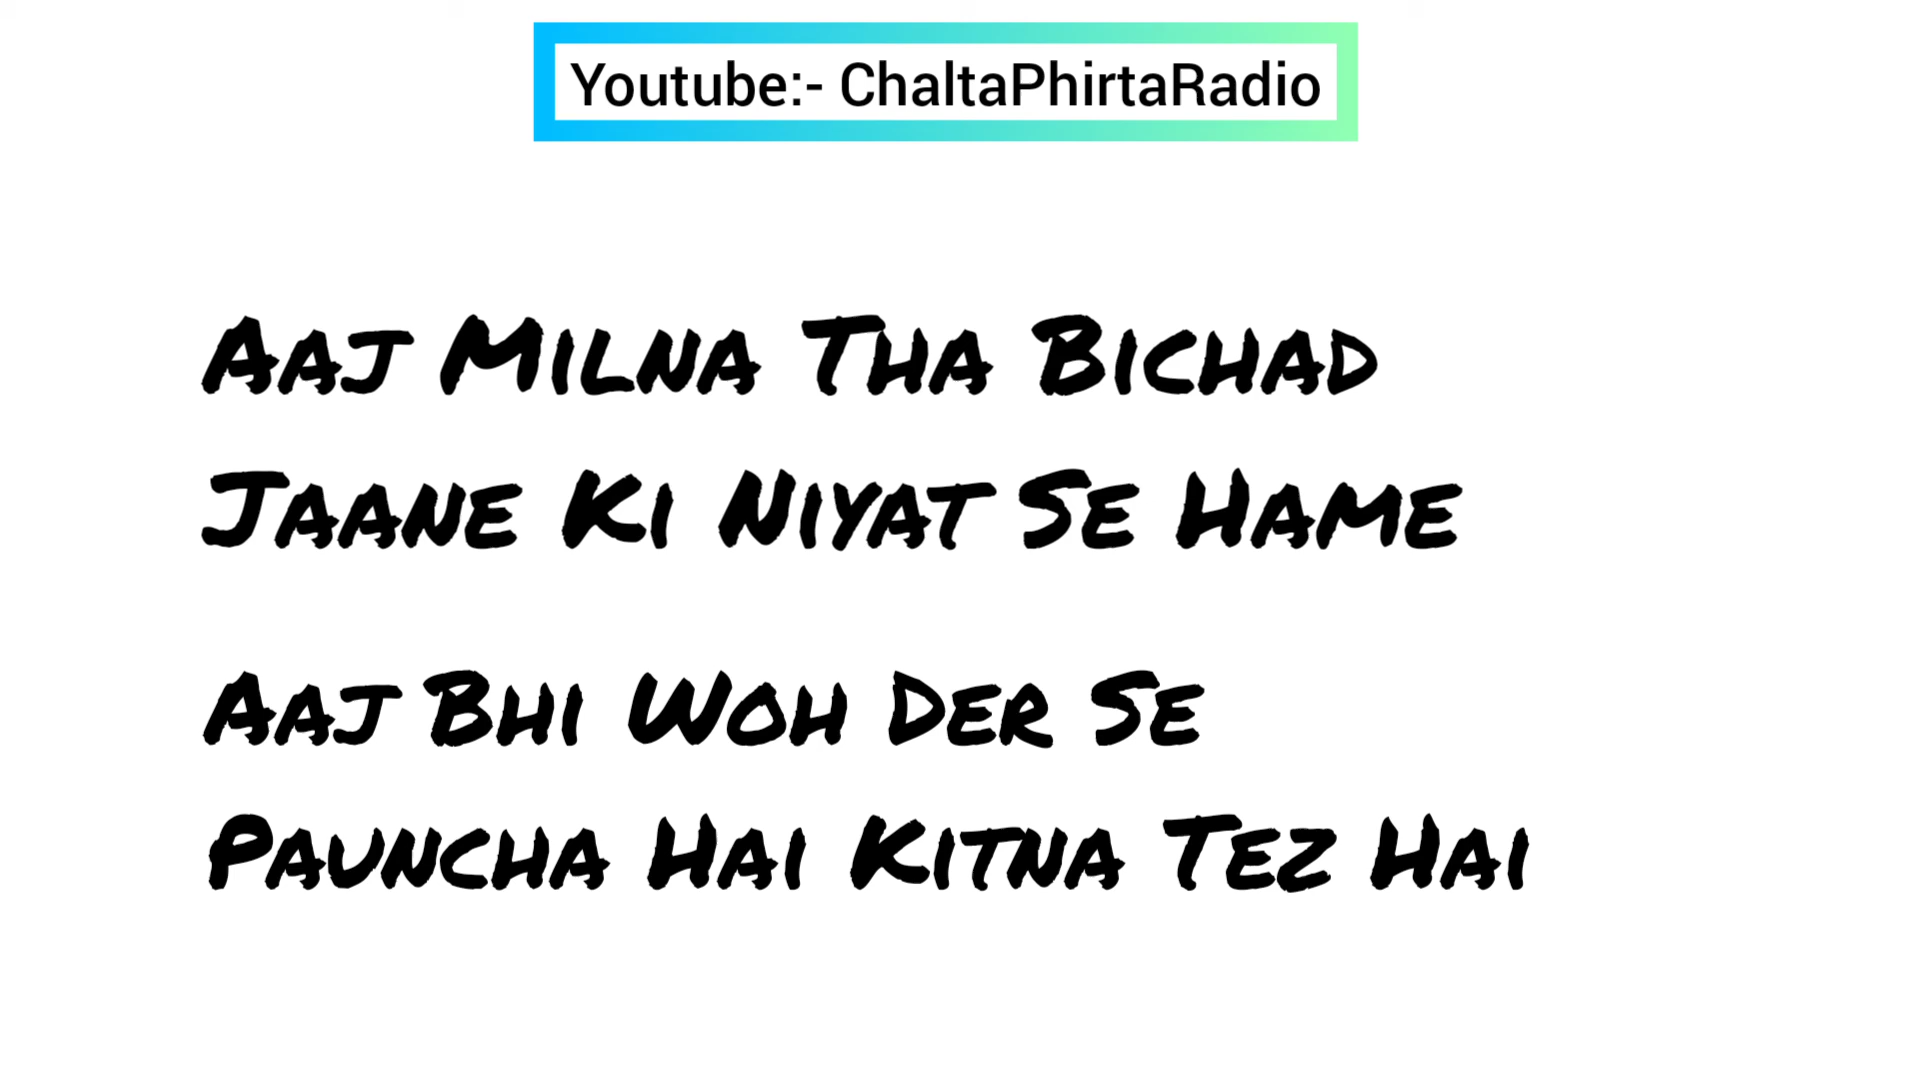 Youtube:- ChaltaPhirtaRadio
Aaj Milna Tha Bichad
Jaane Ki Niyat Se Hame
Aaj Bhi Woh Der Se
Pauncha Hai Kitna Tez Hai